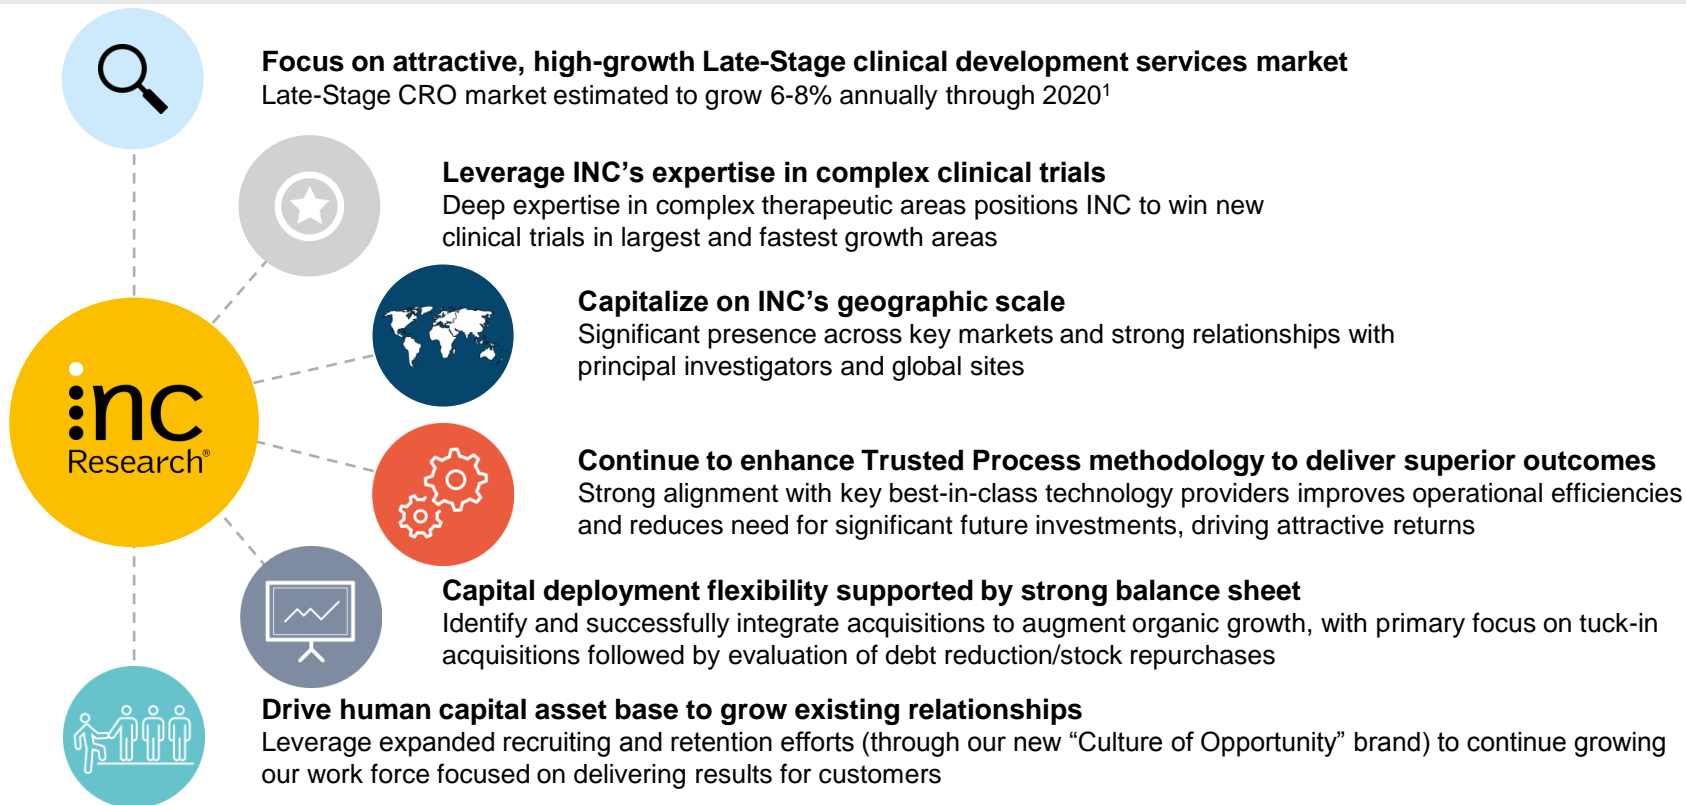 Focus on attractive, high-growth Late-Stage clinical development services market
Late-Stage CRO market estimated to grow 6-8% annually through 2020¹
Leverage INC’s expertise in complex clinical trials
Deep expertise in complex therapeutic areas positions INC to win new
clinical trials in largest and fastest growth areas
Capitalize on INC’s geographic scale
Significant presence across key markets and strong relationships with
principal investigators and global sites
inc
Research®
Continue to enhance Trusted Process methodology to deliver superior outcomes
Strong alignment with key best-in-class technology providers improves operational efficiencies
and reduces need for significant future investments, driving attractive returns
Capital deployment flexibility supported by strong balance sheet
Identify and successfully integrate acquisitions to augment organic growth, with primary focus on tuck-in
acquisitions followed by evaluation of debt reduction/stock repurchases
Drive human capital asset base to grow existing relationships
Leverage expanded recruiting and retention efforts (through our new “Culture of Opportunity” brand) to continue growing
our work force focused on delivering results for customers